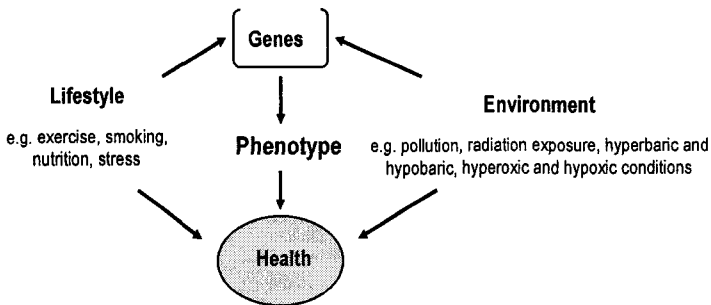 Genes
Lifestyle
e.g. exercise, smoking,
nutrition, stress
Environment
e.g. pollution, radiation exposure, hyperbaric and
hypobaric, hyperoxic and hypoxic conditions
Phenotype
Health